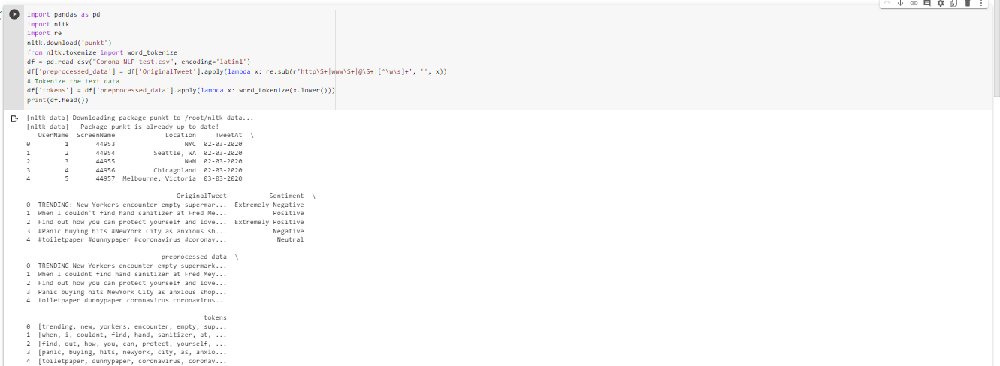 import pandas as pd
import nltk
import re
nltk.download('punkt')
from nltk.tokenize import word_tokenize
df = pd.read_csv("Corona_NLP_test.csv", encoding='latin1')
df['preprocessed_data'] = df['OriginalTweet'].apply(lambda x: re.sub(r'http\S+|www\S+|@\S+|[^\w\s]+', '', x))
# Tokenize the text data
df['tokens'] = df['preprocessed_data'].apply(lambda x: word_tokenize(x.lower()))
print(df.head())
[nltk_data] Downloading package punkt to /root/nltk_data...
[nltk_data]   Package punkt is already up-to-date!
   UserName  ScreenName             Location     TweetAt  \
0         1       44953                  NYC  02-03-2020
1         2       44954          Seattle, WA  02-03-2020
2         3       44955                  NaN  02-03-2020
3         4       44956          Chicagoland  02-03-2020
4         5       44957  Melbourne, Victoria  03-03-2020
                                       OriginalTweet           Sentiment  \
0  TRENDING: New Yorkers encounter empty supermar...  Extremely Negative
1  When I couldn't find hand sanitizer at Fred Me...            Positive
2  Find out how you can protect yourself and love...  Extremely Positive
3  #Panic buying hits #NewYork City as anxious sh...            Negative
4  #toiletpaper #dunnypaper #coronavirus #coronav...             Neutral
                                   preprocessed_data  \
0  TRENDING New Yorkers encounter empty supermark...
1  When I couldnt find hand sanitizer at Fred Mey...
2  Find out how you can protect yourself and love...
3  Panic buying hits NewYork City as anxious shop...
4  toiletpaper dunnypaper coronavirus coronavirus...
                                              tokens
0  [trending, new, yorkers, encounter, empty, sup...
1  [when, i, couldnt, find, hand, sanitizer, at, ...
2  [find, out, how, you, can, protect, yourself, ...
3  [panic, buying, hits, newyork, city, as, anxio...
4  [toiletpaper, dunnypaper, coronavirus, coronav...